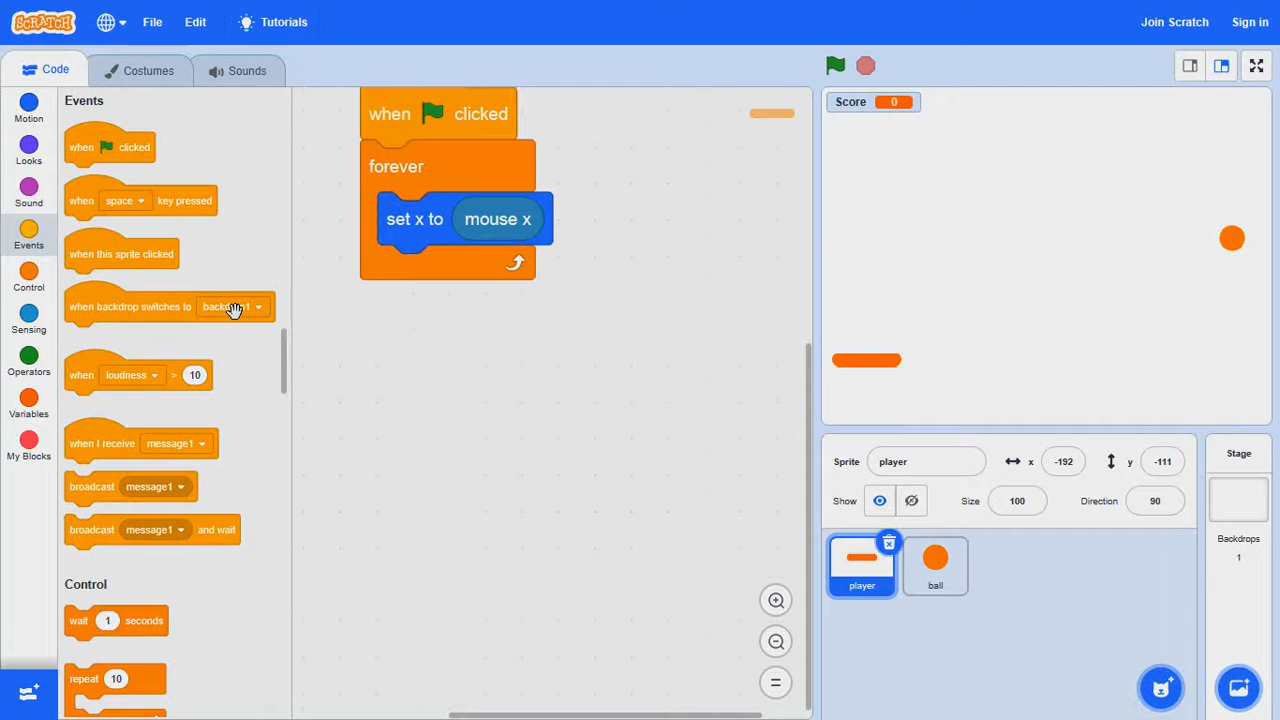 SCRATCH File Edit Tutorials Join Scratch Sign in
Code Costumes Sounds
Motion
Looks
Sound
Events
Control
Sensing
Operators
Variables
My Blocks
Events
when clicked
when space key pressed
when this sprite clicked
when backdrop switches to
when loudness > 10
when I receive message1
broadcast message1
broadcast message1 and wait
Control
wait 1 seconds
repeat 10
when clicked
forever
set x to mouse x
Score 0
Sprite player x -192 y -111
Show Size 100 Direction 90
player
ball
Stage
Backdrops
1